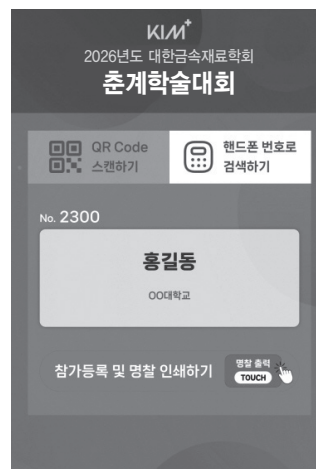 KIM+
2026년도 대한금속재료학회
춘계학술대회
QR Code
스캔하기
핸드폰 번호로
검색하기
No. 2300
홍길동
OO대학교
참가등록 및 명찰 인쇄하기
명찰 출력
TOUCH